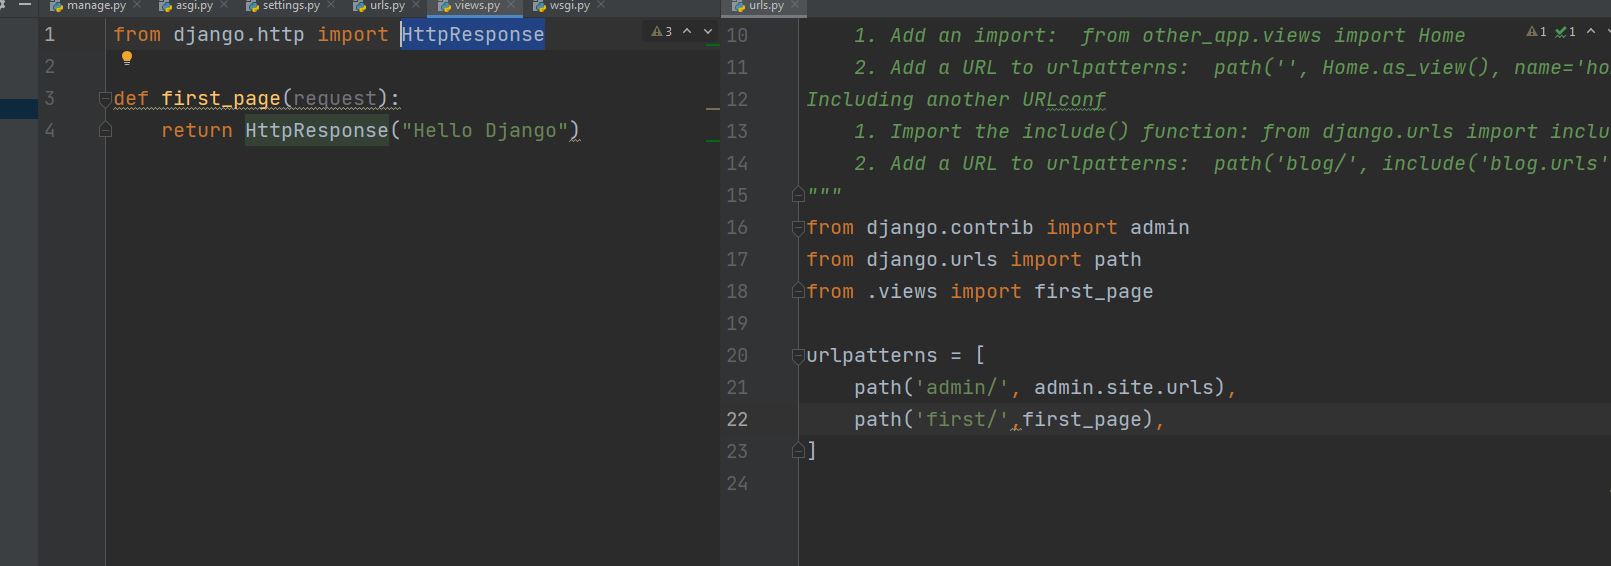 manage.py asgi.py settings.py urls.py views.py wsgi.py
1 from django.http import HttpResponse
3
2
3 def first_page(request):
4 return HttpResponse("Hello Django")
urls.py
10 1. Add an import:  from other_app.views import Home
1 1
11 2. Add a URL to urlpatterns:  path('', Home.as_view(), name='ho
12 Including another URLconf
13 1. Import the include() function: from django.urls import inclu
14 2. Add a URL to urlpatterns:  path('blog/', include('blog.urls'
15 """
16 from django.contrib import admin
17 from django.urls import path
18 from .views import first_page
19
20 urlpatterns = [
21 path('admin/', admin.site.urls),
22 path('first/',first_page),
23 ]
24